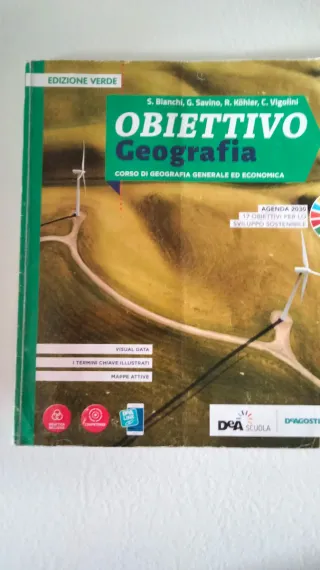 EDIZIONE VERDE
S. Bianchi, G. Savino, R. Köhler, C. Vigolini
OBIETTIVO
Geografia
CORSO DI GEOGRAFIA GENERALE ED ECONOMICA
AGENDA 2030
17 OBIETTIVI PER LO
SVILUPPO SOSTENIBILE
VISUAL DATA
I TERMINI CHIAVE ILLUSTRATI
MAPPE ATTIVE
DeA SCUOLA
DEAGOST